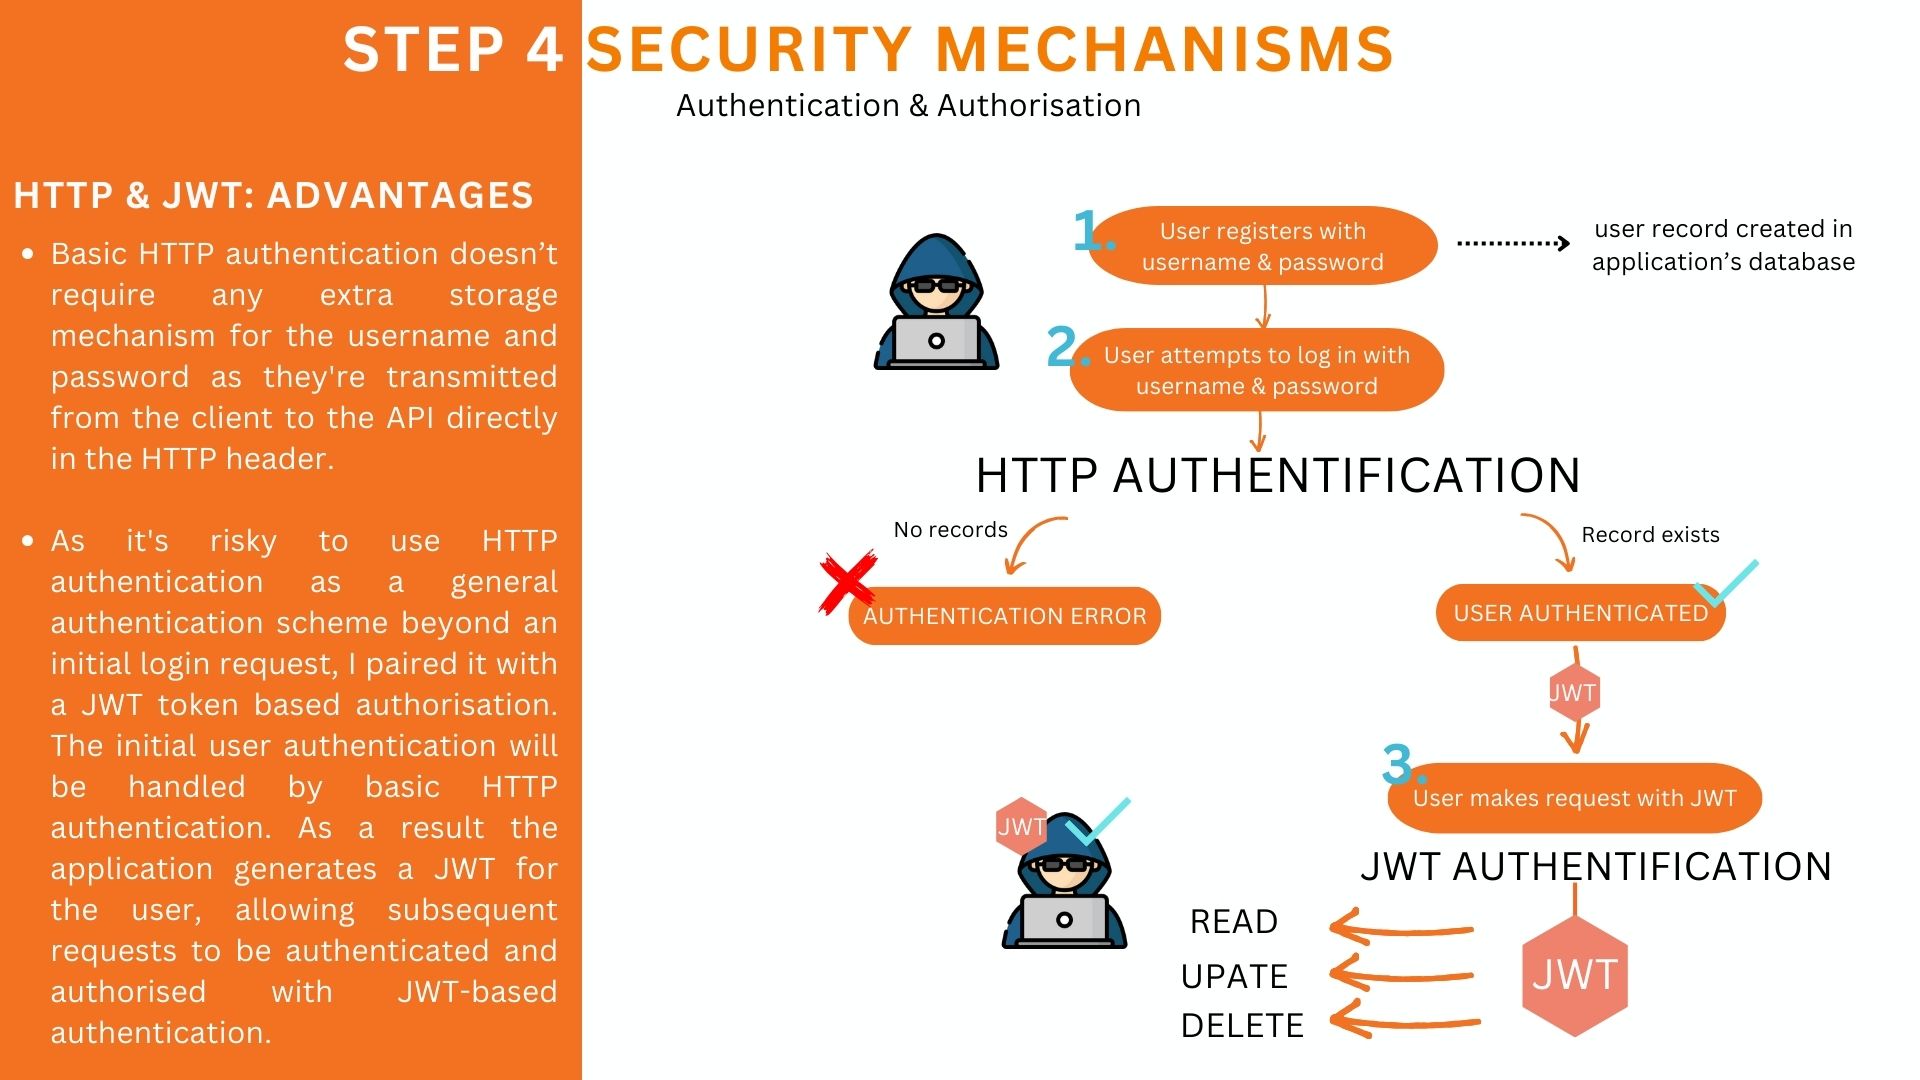 STEP 4 SECURITY MECHANISMS
Authentication & Authorisation
HTTP & JWT: ADVANTAGES
• Basic HTTP authentication doesn’t
require any extra storage
mechanism for the username and
password as they're transmitted
from the client to the API directly
in the HTTP header.
• As it's risky to use HTTP
authentication as a general
authentication scheme beyond an
initial login request, I paired it with
a JWT token based authorisation.
The initial user authentication will
be handled by basic HTTP
authentication. As a result the
application generates a JWT for
the user, allowing subsequent
requests to be authenticated and
authorised with JWT-based
authentication.
1.
User registers with
username & password
user record created in
application’s database
2.
User attempts to log in with
username & password
HTTP AUTHENTIFICATION
No records
Record exists
AUTHENTICATION ERROR
USER AUTHENTICATED
JWT
3.
User makes request with JWT
JWT
JWT AUTHENTIFICATION
READ
UPATE
DELETE
JWT